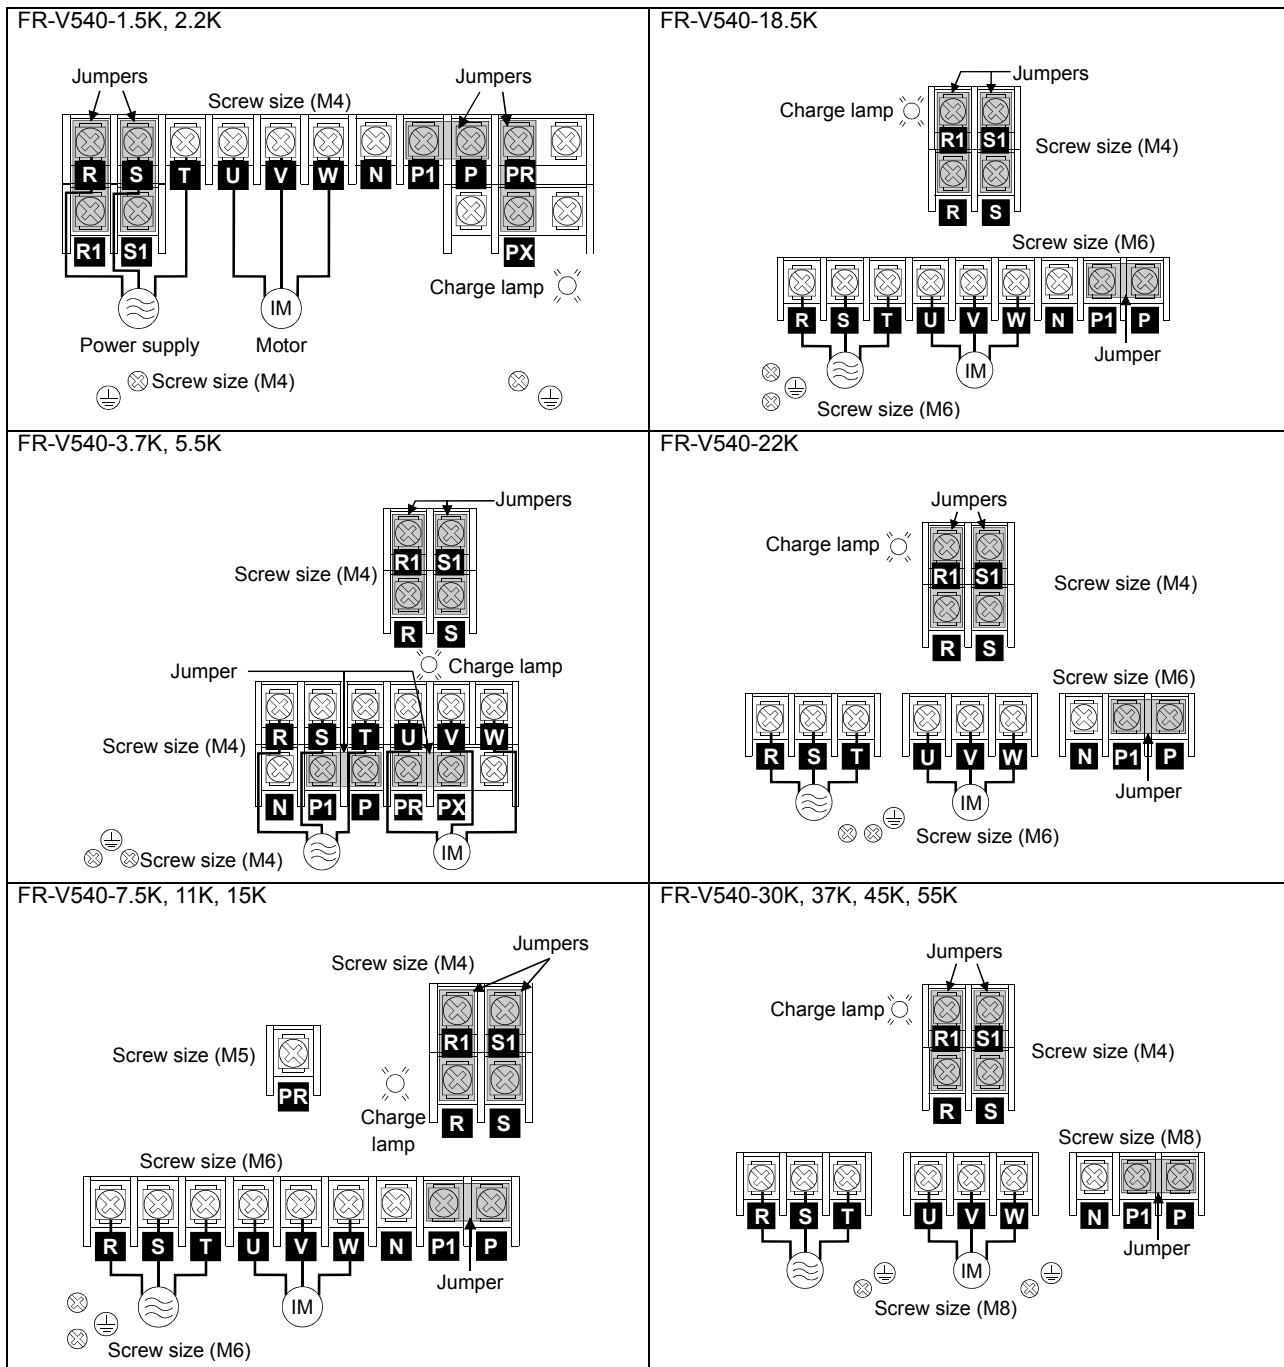 FR-V540-1.5K, 2.2K
Jumpers
Jumpers
Screw size (M4)
R S T U V W N P1 P PR
R1 S1
PX
Charge lamp
IM
Power supply
Motor
Screw size (M4)
FR-V540-18.5K
Jumpers
Charge lamp
R1 S1
Screw size (M4)
R S
Screw size (M6)
R S T U V W N P1 P
Jumper
IM
Screw size (M6)
FR-V540-3.7K, 5.5K
Jumpers
R1 S1
Screw size (M4)
R S
Jumper
Charge lamp
R S T U V W
Screw size (M4)
N P1 P PR PX
Screw size (M4)
IM
FR-V540-22K
Jumpers
Charge lamp
R1 S1
Screw size (M4)
R S
Screw size (M6)
R S T U V W N P1 P
Jumper
IM
Screw size (M6)
FR-V540-7.5K, 11K, 15K
Jumpers
Screw size (M4)
R1 S1
Screw size (M5)
PR
Charge
lamp
R S
Screw size (M6)
R S T U V W N P1 P
Jumper
IM
Screw size (M6)
FR-V540-30K, 37K, 45K, 55K
Jumpers
Charge lamp
R1 S1
Screw size (M4)
R S
Screw size (M8)
R S T U V W N P1 P
Jumper
IM
Screw size (M8)